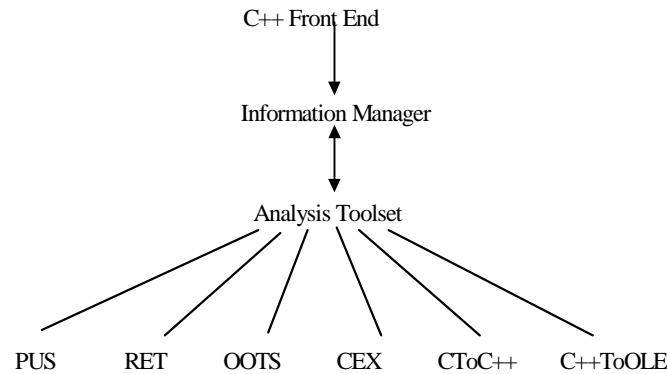 C++ Front End
Information Manager
Analysis Toolset
PUS RET OOTS CEX CToC++ C++ToOLE